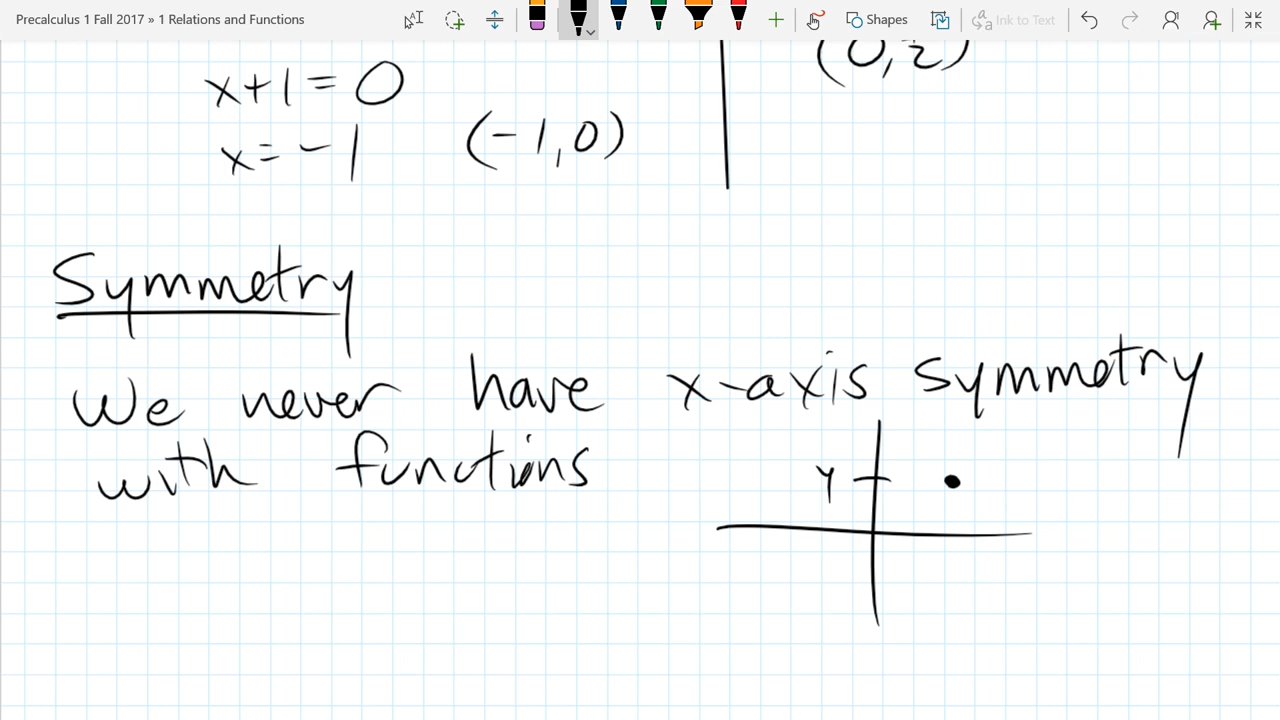 Precalculus 1 Fall 2017 » 1 Relations and Functions
Shapes
Ink to Text
(0,2)
x+1=0
x=-1
(-1,0)
Symmetry
We never have x-axis symmetry
with functions
y